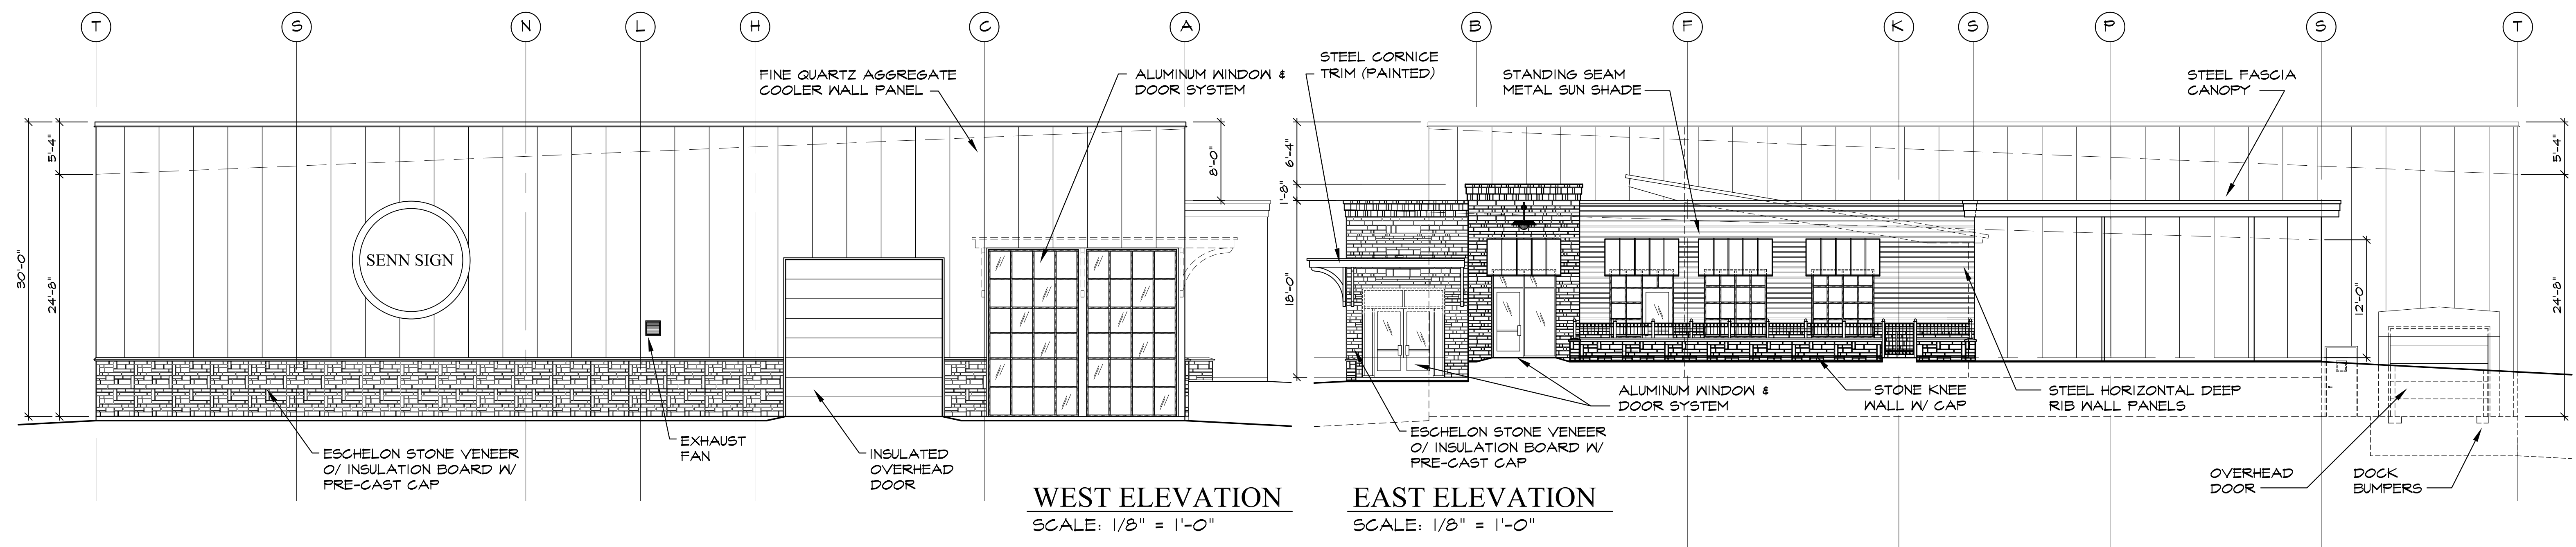 T S N L H C A B F K S P S T
FINE QUARTZ AGGREGATE
COOLER WALL PANEL
ALUMINUM WINDOW &
DOOR SYSTEM
STEEL CORNICE
TRIM (PAINTED)
STANDING SEAM
METAL SUN SHADE
STEEL FASCIA
CANOPY
30'-0"
5'-4"
24'-8"
SENN SIGN
8'-0"
6'-4"
1'-8"
18'-0"
12'-0"
5'-4"
24'-8"
ESCHELON STONE VENEER
O/ INSULATION BOARD W/
PRE-CAST CAP
EXHAUST
FAN
INSULATED
OVERHEAD
DOOR
ESCHELON STONE VENEER
O/ INSULATION BOARD W/
PRE-CAST CAP
ALUMINUM WINDOW &
DOOR SYSTEM
STONE KNEE
WALL W/ CAP
STEEL HORIZONTAL DEEP
RIB WALL PANELS
OVERHEAD
DOOR
DOCK
BUMPERS
WEST ELEVATION
SCALE: 1/8" = 1'-0"
EAST ELEVATION
SCALE: 1/8" = 1'-0"